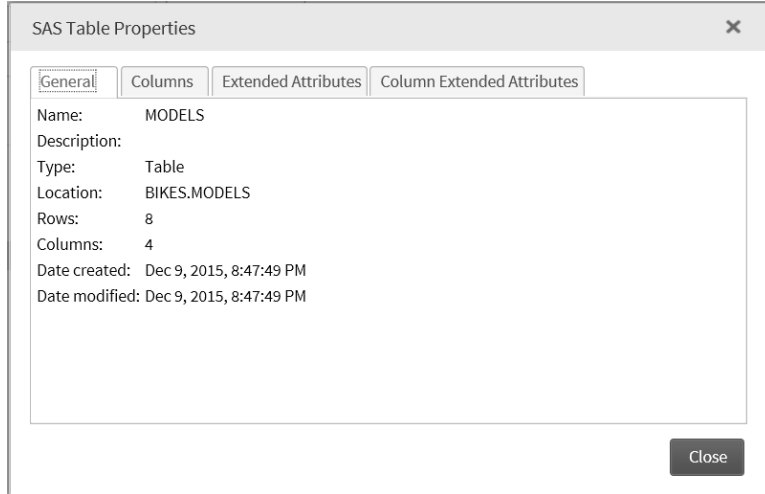 SAS Table Properties
General Columns Extended Attributes Column Extended Attributes
Name: MODELS
Description:
Type: Table
Location: BIKES.MODELS
Rows: 8
Columns: 4
Date created: Dec 9, 2015, 8:47:49 PM
Date modified: Dec 9, 2015, 8:47:49 PM
Close